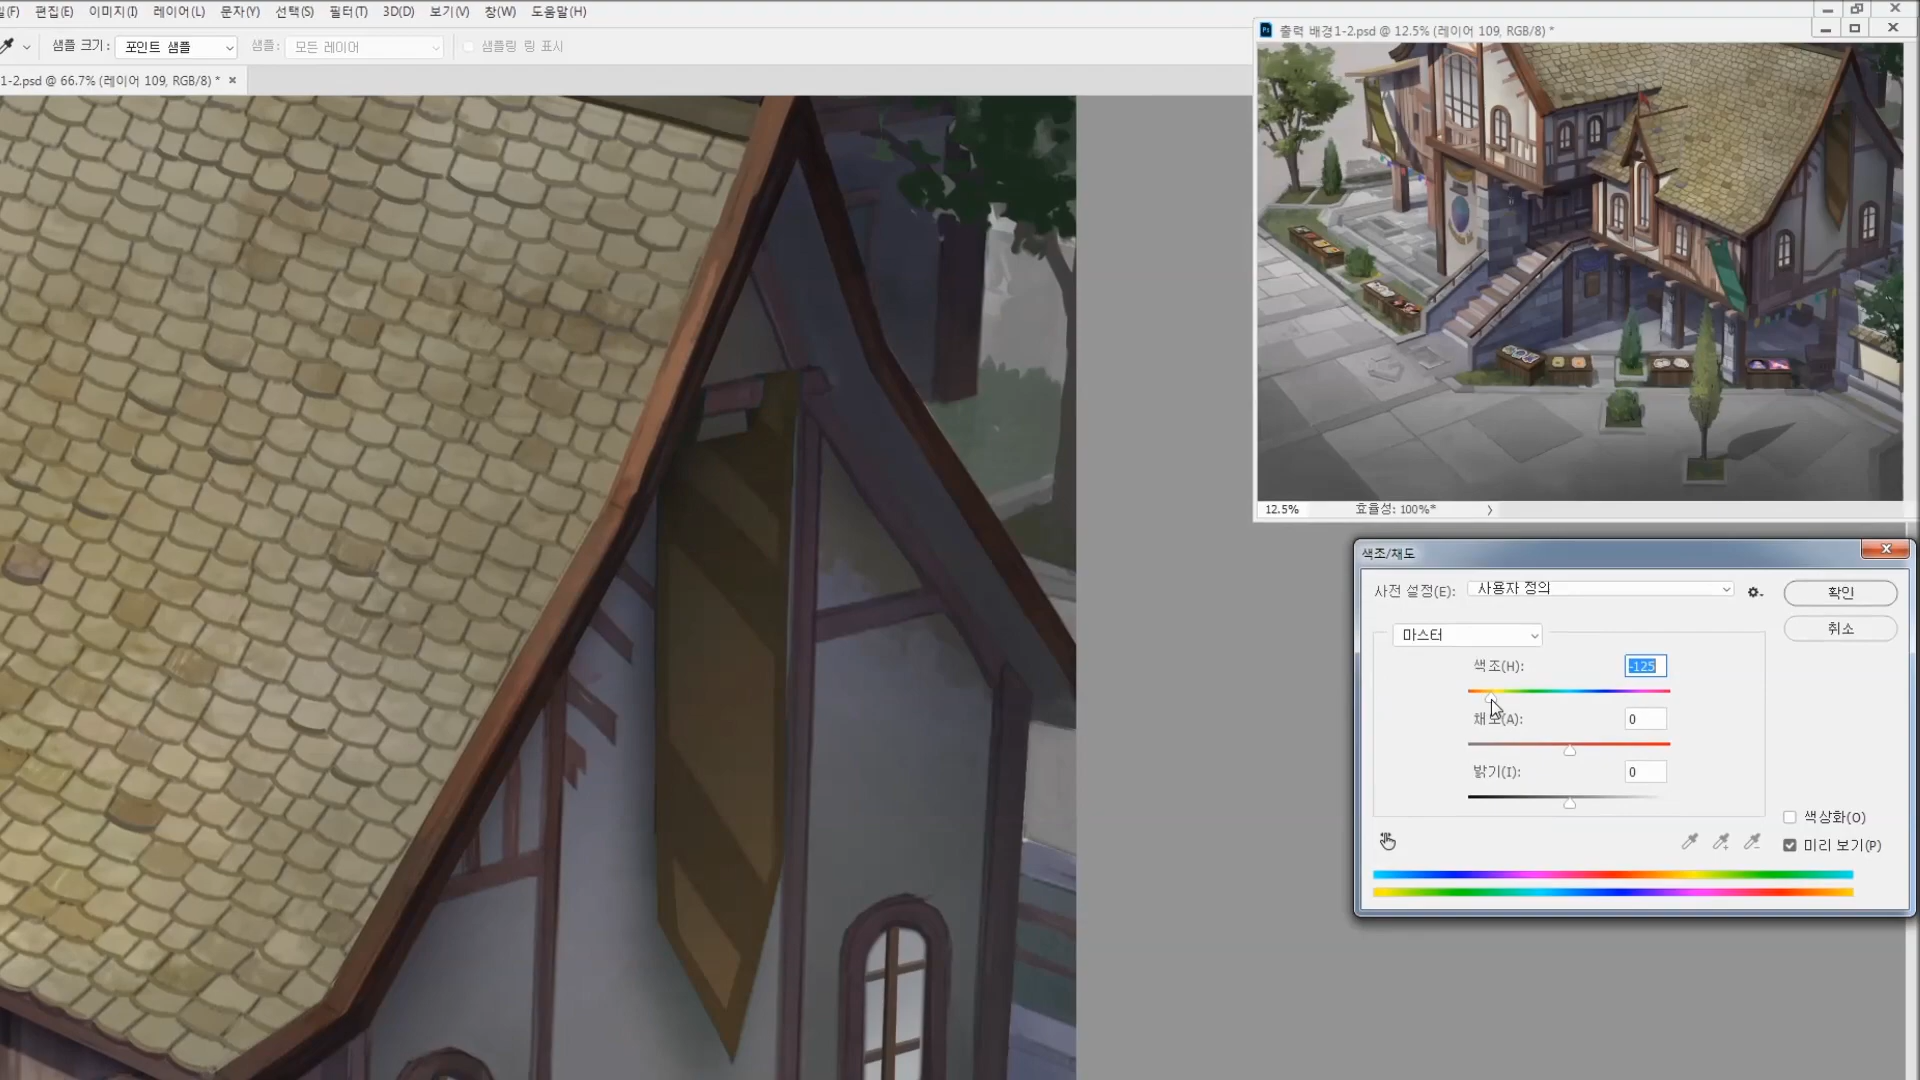 일(F) 편집(E) 이미지(I) 레이어(L) 문자(Y) 선택(S) 필터(T) 3D(D) 보기(V) 창(W) 도움말(H)
샘플 크기: 포인트 샘플 샘플: 모든 레이어 샘플링 링 표시
1-2.psd @ 66.7% (레이어 109, RGB/8) *
출력 배경1-2.psd @ 12.5% (레이어 109, RGB/8) *
12.5% 효율성: 100%*
색조/채도
사전 설정(E): 사용자 정의
확인
마스터
취소
색조(H): -125
채도(A): 0
밝기(I): 0
색상화(O)
미리 보기(P)